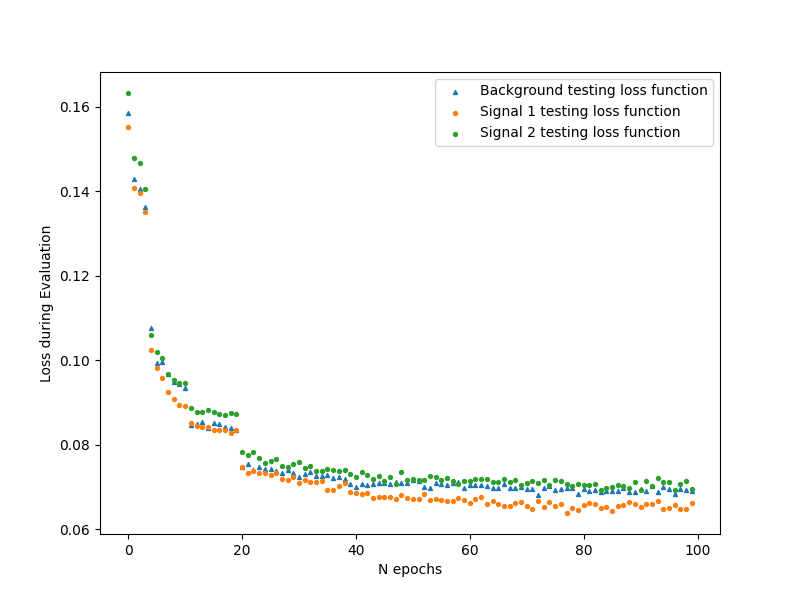 Background testing loss function
Signal 1 testing loss function
Signal 2 testing loss function
0.16
0.14
0.12
0.10
0.08
0.06
Loss during Evaluation
0
20
40
60
80
100
N epochs